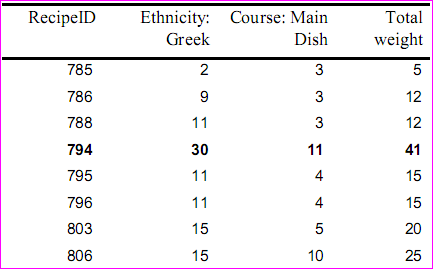 RecipeID Ethnicity: Course: Main Total
Greek Dish weight
785 2 3 5
786 9 3 12
788 11 3 12
794 30 11 41
795 11 4 15
796 11 4 15
803 15 5 20
806 15 10 25